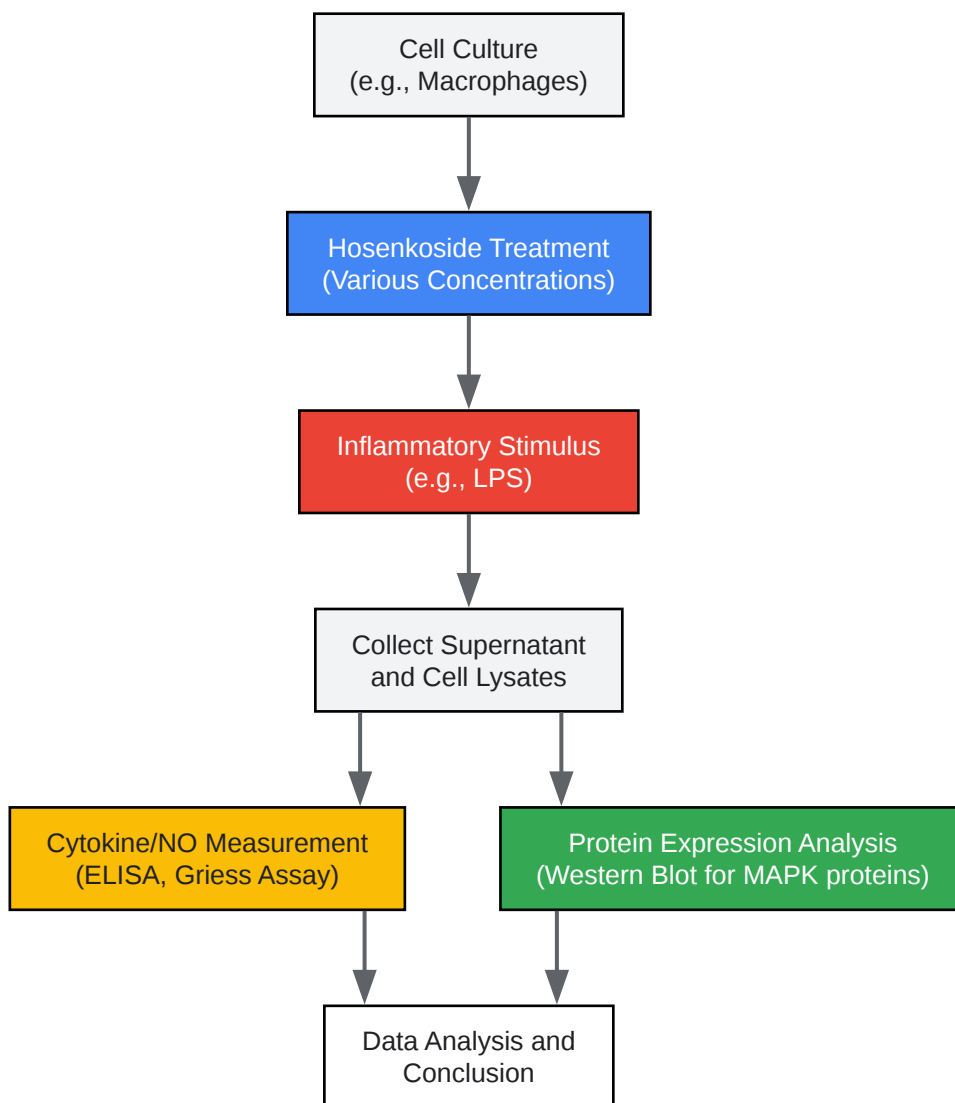 Cell Culture
(e.g., Macrophages)
Hosenkoside Treatment
(Various Concentrations)
Inflammatory Stimulus
(e.g., LPS)
Collect Supernatant
and Cell Lysates
Cytokine/NO Measurement
(ELISA, Griess Assay)
Protein Expression Analysis
(Western Blot for MAPK proteins)
Data Analysis and
Conclusion